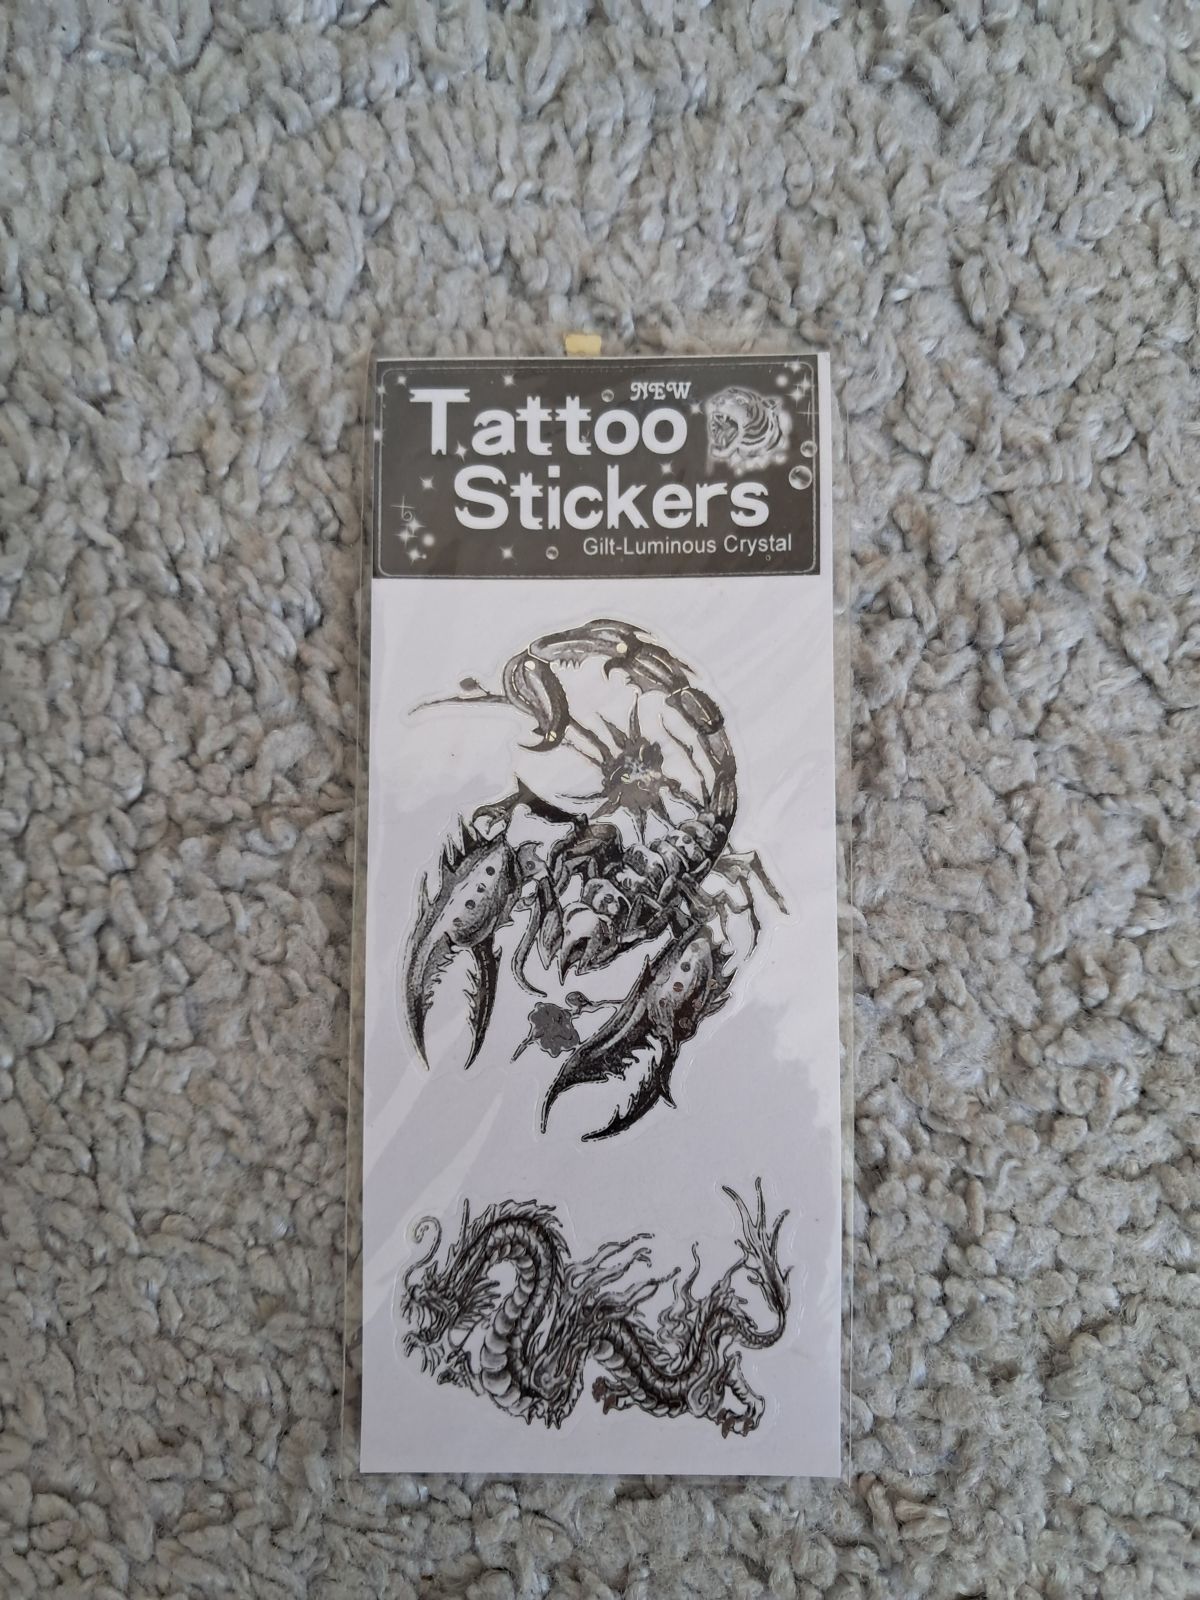 NEW
Tattoo
Stickers
Gilt-Luminous Crystal